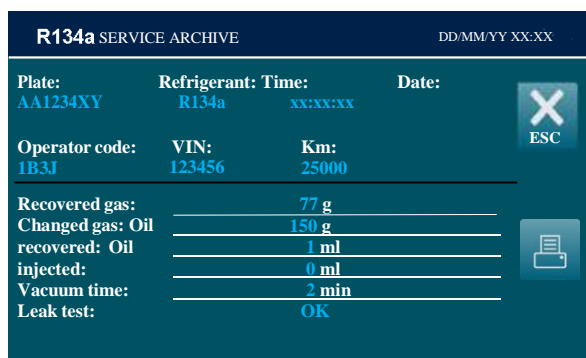 R134a SERVICE ARCHIVE DD/MM/YY XX:XX
Plate: Refrigerant: Time: Date:
AA1234XY R134a xx:xx:xx
ESC
Operator code: VIN: Km:
1B3J 123456 25000
Recovered gas: 77 g
Changed gas: Oil 150 g
recovered: Oil 1 ml
injected: 0 ml
Vacuum time: 2 min
Leak test: OK